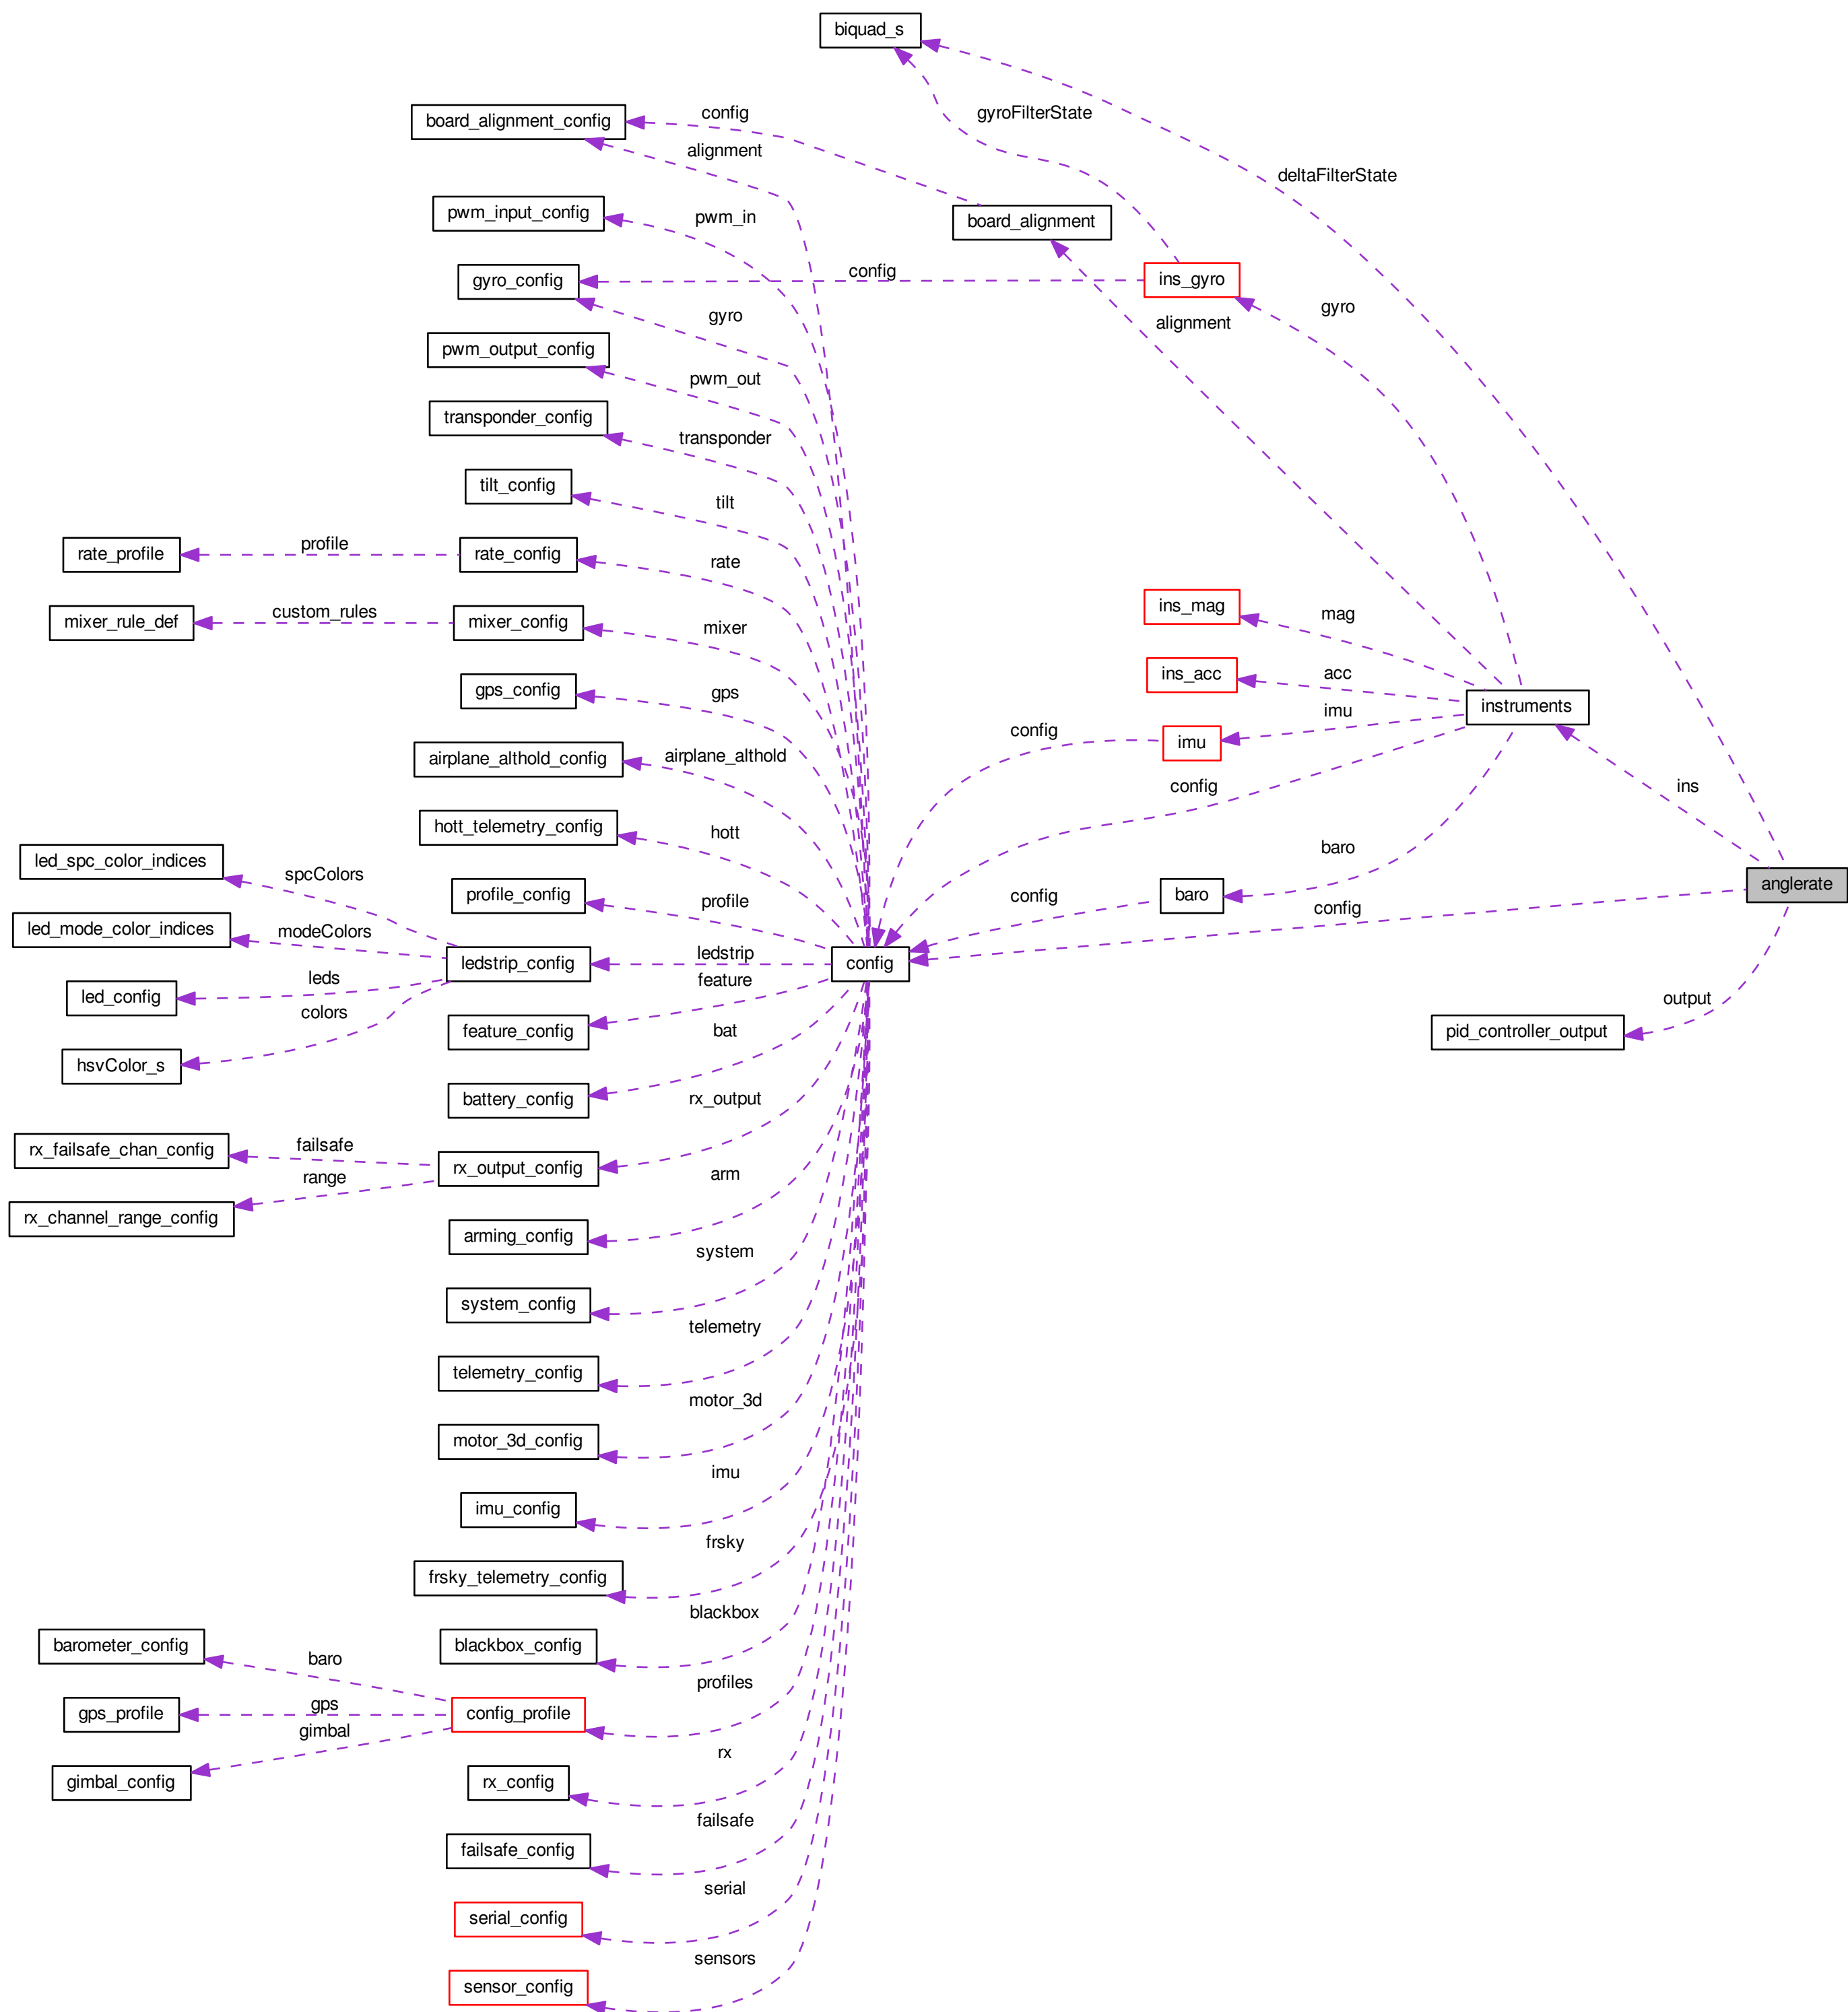 biquad_s
config
gyroFilterState
board_alignment_config
alignment
deltaFilterState
pwm_input_config
pwm_in
board_alignment
gyro_config
config
ins_gyro
gyro
gyro
alignment
pwm_output_config
pwm_out
transponder_config
transponder
tilt_config
tilt
rate_profile
profile
rate_config
rate
mixer_rule_def
custom_rules
mixer_config
mixer
ins_mag
mag
gps_config
gps
ins_acc
acc
instruments
imu
imu
config
airplane_althold_config
airplane_althold
config
ins
hott_telemetry_config
hott
baro
led_spc_color_indices
spcColors
profile_config
profile
config
baro
config
anglerate
led_mode_color_indices
modeColors
ledstrip_config
ledstrip
config
led_config
leds
feature
colors
feature_config
bat
output
pid_controller_output
hsvColor_s
battery_config
rx_output
rx_failsafe_chan_config
failsafe
rx_output_config
range
arm
rx_channel_range_config
arming_config
system
system_config
telemetry
telemetry_config
motor_3d
motor_3d_config
imu
imu_config
frsky
frsky_telemetry_config
blackbox
barometer_config
baro
blackbox_config
profiles
gps_profile
gps
config_profile
gimbal
rx
gimbal_config
rx_config
failsafe
failsafe_config
serial
serial_config
sensors
sensor_config